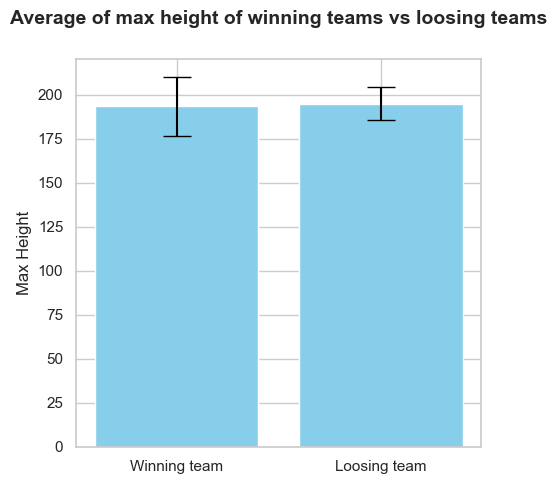 Average of max height of winning teams vs loosing teams
Max Height
200
175
150
125
100
75
50
25
0
Winning team
Loosing team